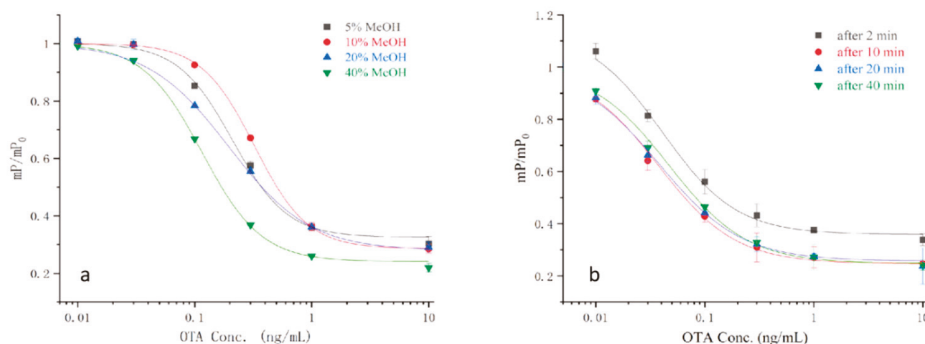 5% MeOH
10% MeOH
20% MeOH
40% MeOH
1
0.8
0.6
0.4
0.2
mP/mP0
a
0.01
0.1
1
10
OTA Conc. (ng/mL)
after 2 min
after 10 min
after 20 min
after 40 min
1.2
1.0
0.8
0.6
0.4
0.2
mP/mP0
b
0.01
0.1
1
10
OTA Conc. (ng/mL)